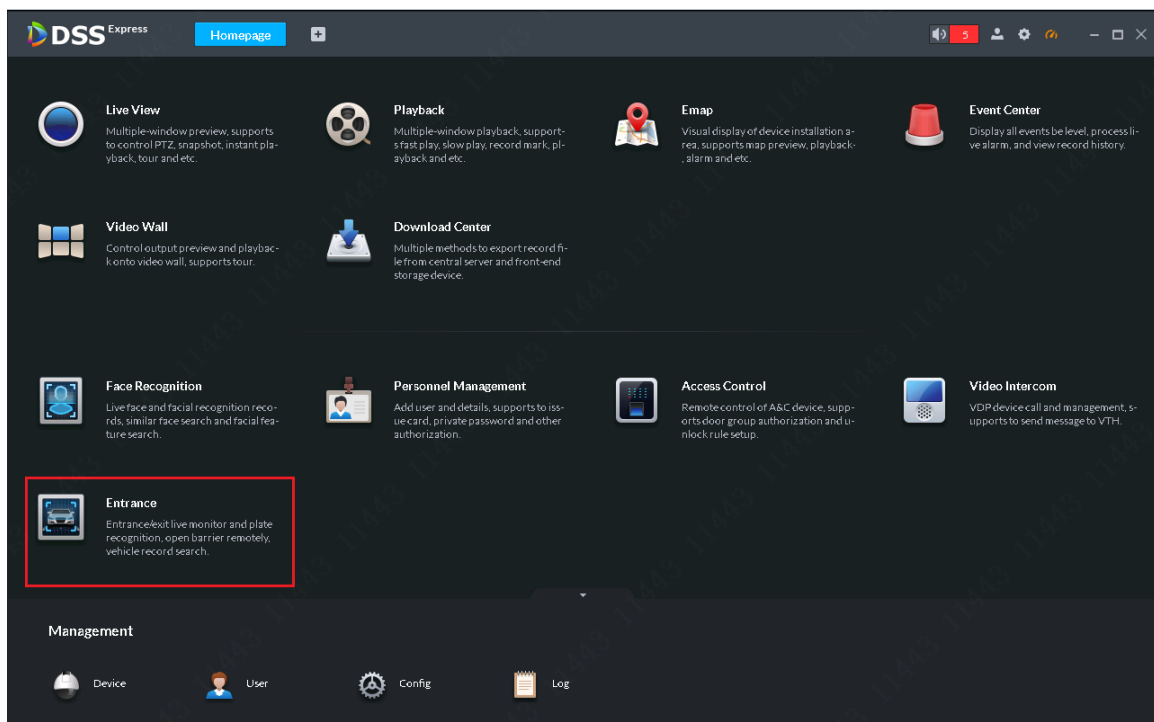 DSS Express
Homepage
5
Live View
Multiple-window preview, supports
to control PTZ, snapshot, instant pla-
yback, tour and etc.
Playback
Multiple-window playback, support-
s fast play, slow play, record mark, pl-
ayback and etc.
Emap
Visual display of device installation a-
rea, supports map preview, playback-
, alarm and etc.
Event Center
Display all events be level, process li-
ve alarm, and view record history.
Video Wall
Control output preview and playbac-
k onto video wall, supports tour.
Download Center
Multiple methods to export record fi-
le from central server and front-end
storage device.
Face Recognition
Live face and facial recognition reco-
rds, similar face search and facial fea-
ture search.
Personnel Management
Add user and details, supports to iss-
ue card, private password and other
authorization.
Access Control
Remote control of A&C device, supp-
orts door group authorization and u-
nlock rule setup.
Video Intercom
VDP device call and management, s-
upports to send message to VTH.
Entrance
Entrance/exit live monitor and plate
recognition, open barrier remotely,
vehicle record search.
Management
Device
User
Config
Log